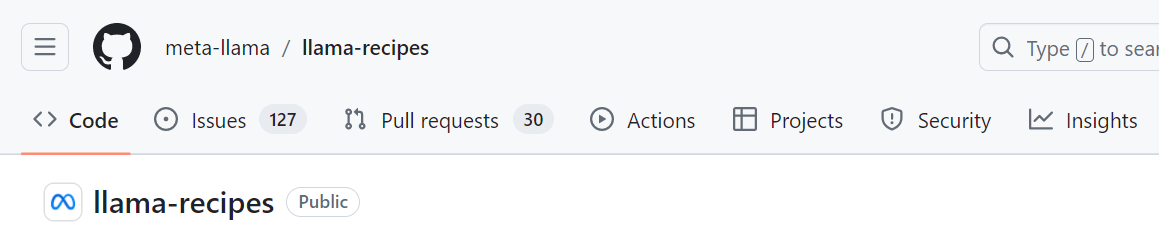 meta-llama / llama-recipes
Type / to sear
Code Issues 127 Pull requests 30 Actions Projects Security Insights
llama-recipes Public